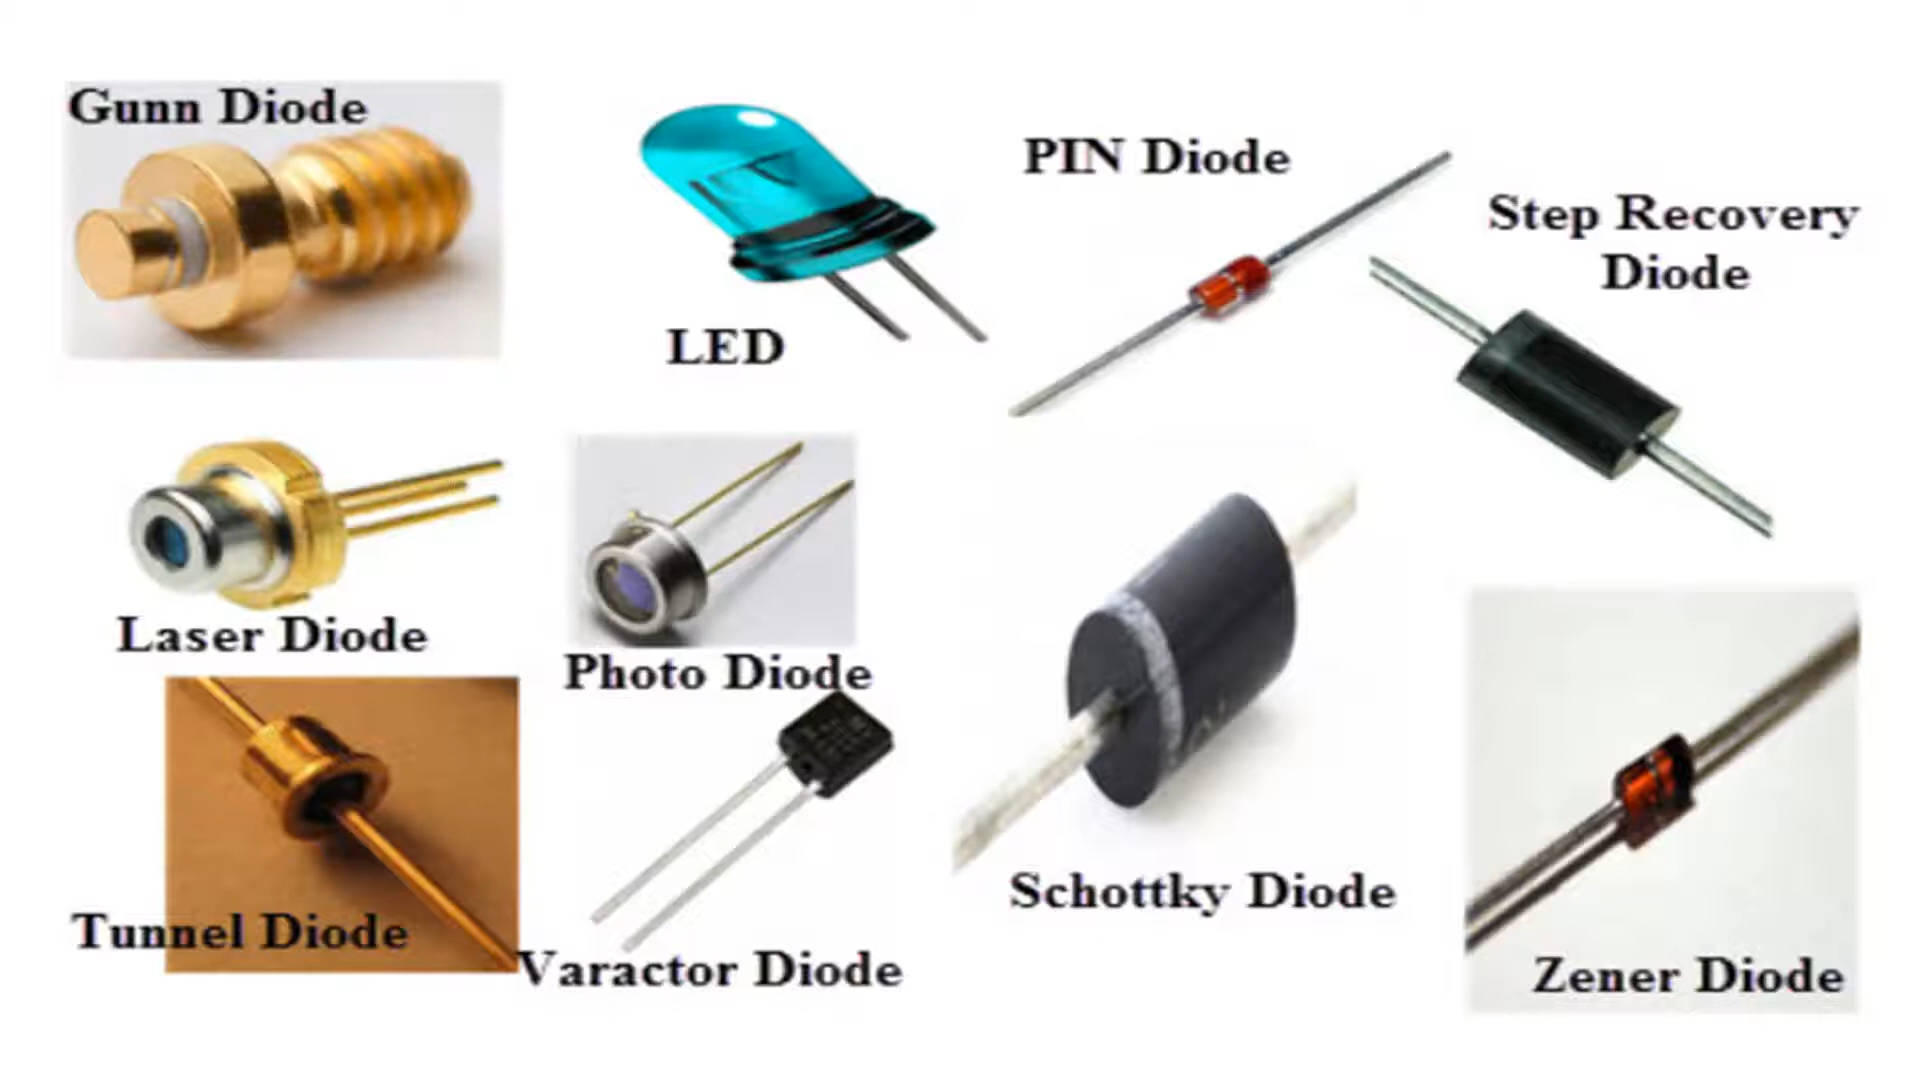 Gunn Diode
LED
PIN Diode
Step Recovery
Diode
Laser Diode
Photo Diode
Tunnel Diode
Varactor Diode
Schottky Diode
Zener Diode